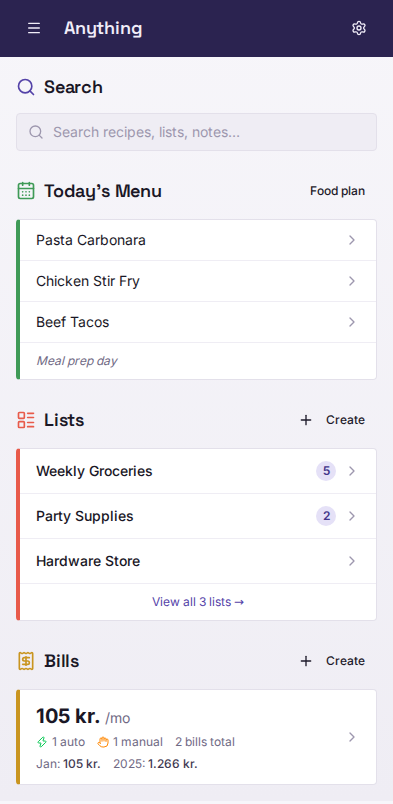 Anything
Search
Search recipes, lists, notes...
Today's Menu
Food plan
Pasta Carbonara
Chicken Stir Fry
Beef Tacos
Meal prep day
Lists
Create
Weekly Groceries
5
Party Supplies
2
Hardware Store
View all 3 lists →
Bills
Create
105 kr. /mo
1 auto 1 manual 2 bills total
Jan: 105 kr. 2025: 1.266 kr.